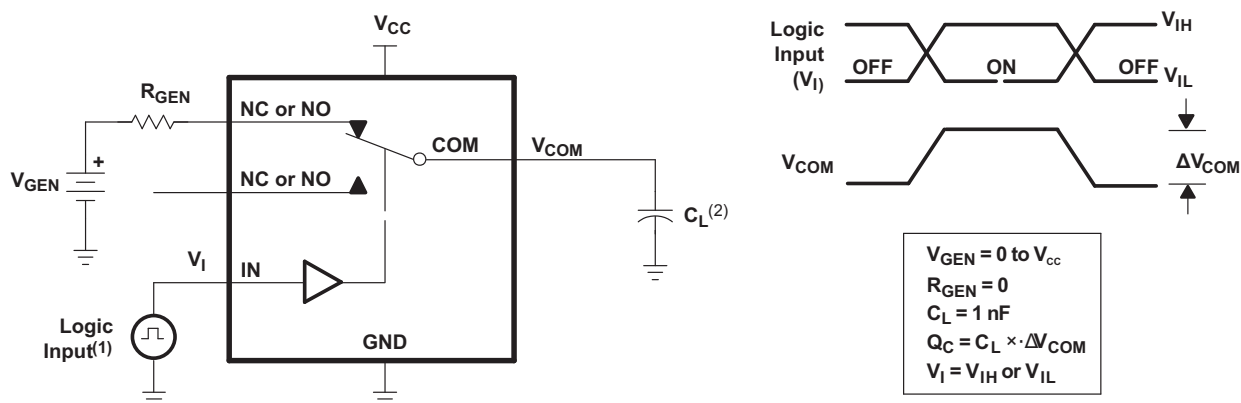 VCC
RGEN
NC or NO
COM
VCOM
+
VGEN
NC or NO
CL(2)
VI
IN
Logic
Input(1)
GND
Logic
Input
(VI)
VIH
OFF
ON
OFF
VIL
VCOM
ΔVCOM
VGEN = 0 to Vcc
RGEN = 0
CL = 1 nF
QC = CL ×·ΔVCOM
VI = VIH or VIL